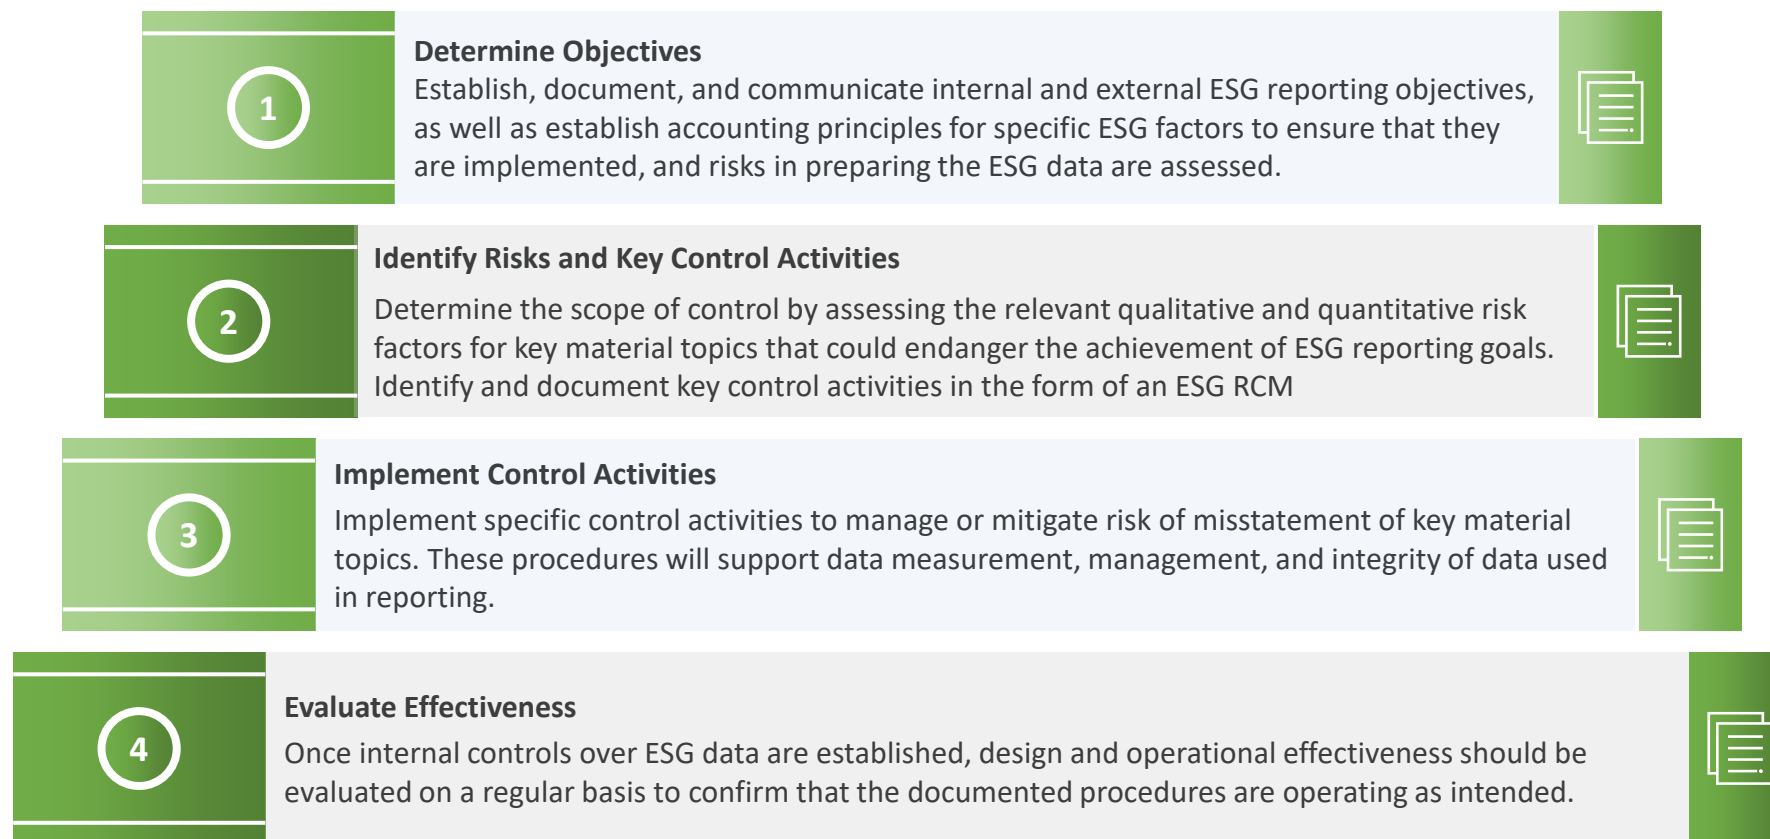 1
Determine Objectives
Establish, document, and communicate internal and external ESG reporting objectives,
as well as establish accounting principles for specific ESG factors to ensure that they
are implemented, and risks in preparing the ESG data are assessed.
2
Identify Risks and Key Control Activities
Determine the scope of control by assessing the relevant qualitative and quantitative risk
factors for key material topics that could endanger the achievement of ESG reporting goals.
Identify and document key control activities in the form of an ESG RCM
3
Implement Control Activities
Implement specific control activities to manage or mitigate risk of misstatement of key material
topics. These procedures will support data measurement, management, and integrity of data used
in reporting.
4
Evaluate Effectiveness
Once internal controls over ESG data are established, design and operational effectiveness should be
evaluated on a regular basis to confirm that the documented procedures are operating as intended.